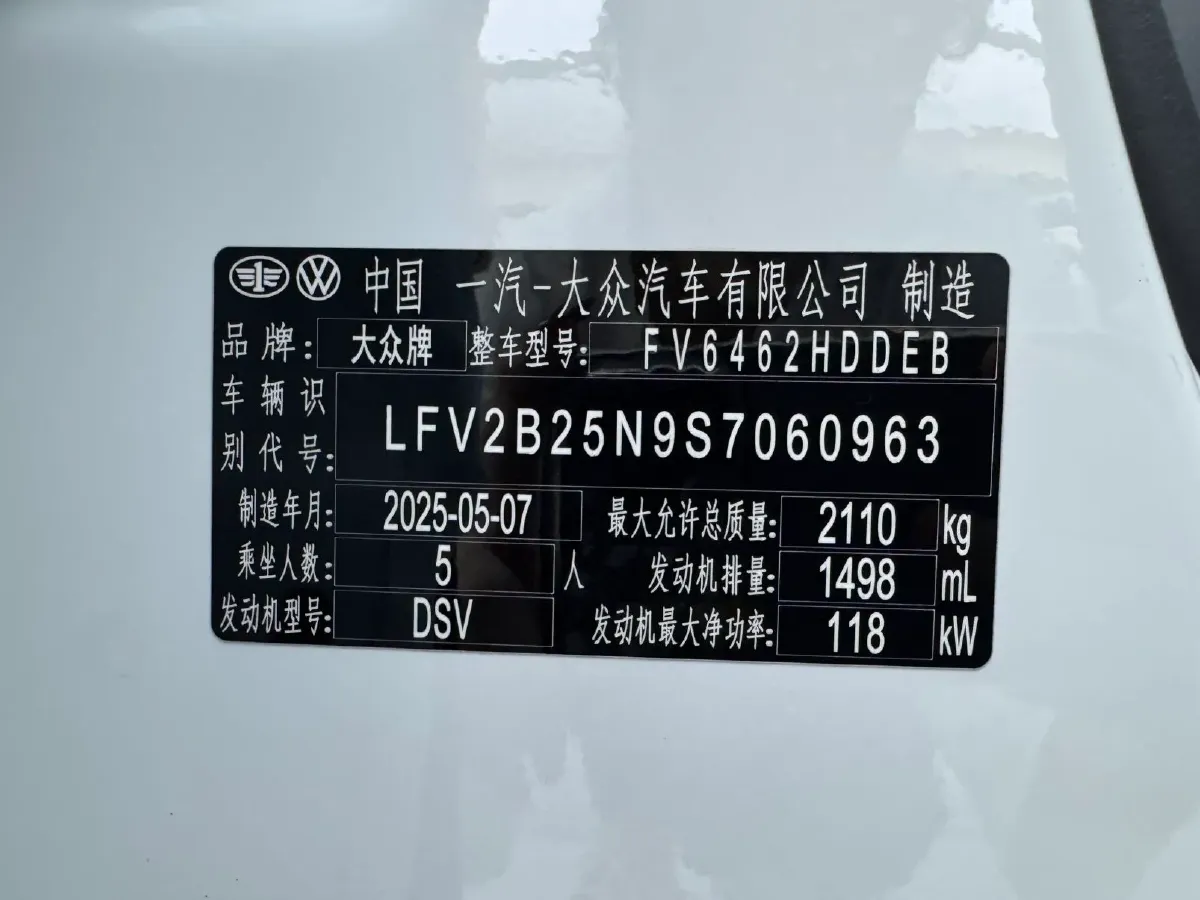 中国 一汽-大众汽车有限公司 制造
品牌: 大众牌 整车型号: FV6462HDDEB
车辆识别代号: LFV2B25N9S7060963
制造年月: 2025-05-07 最大允许总质量: 2110 kg
乘坐人数: 5 人 发动机排量: 1498 mL
发动机型号: DSV 发动机最大净功率: 118 kW